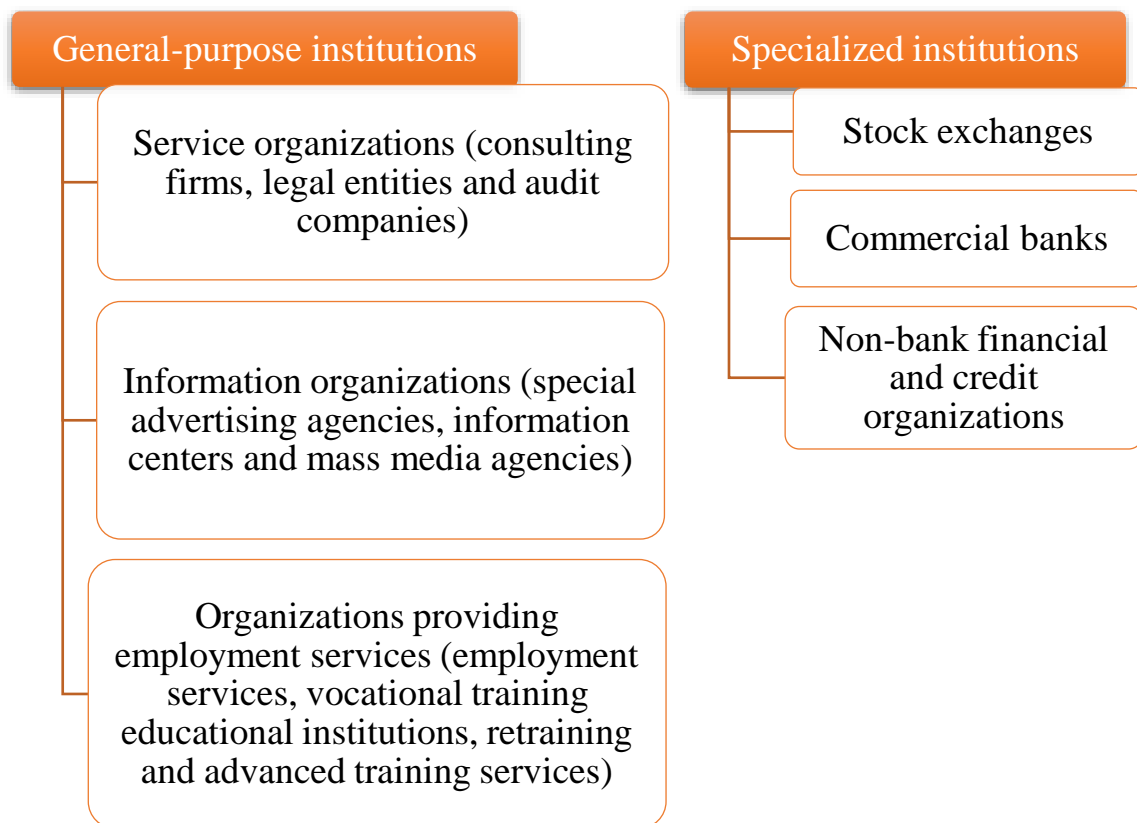 General-purpose institutions
Service organizations (consulting
firms, legal entities and audit
companies)
Information organizations (special
advertising agencies, information
centers and mass media agencies)
Organizations providing
employment services (employment
services, vocational training
educational institutions, retraining
and advanced training services)
Specialized institutions
Stock exchanges
Commercial banks
Non-bank financial
and credit
organizations